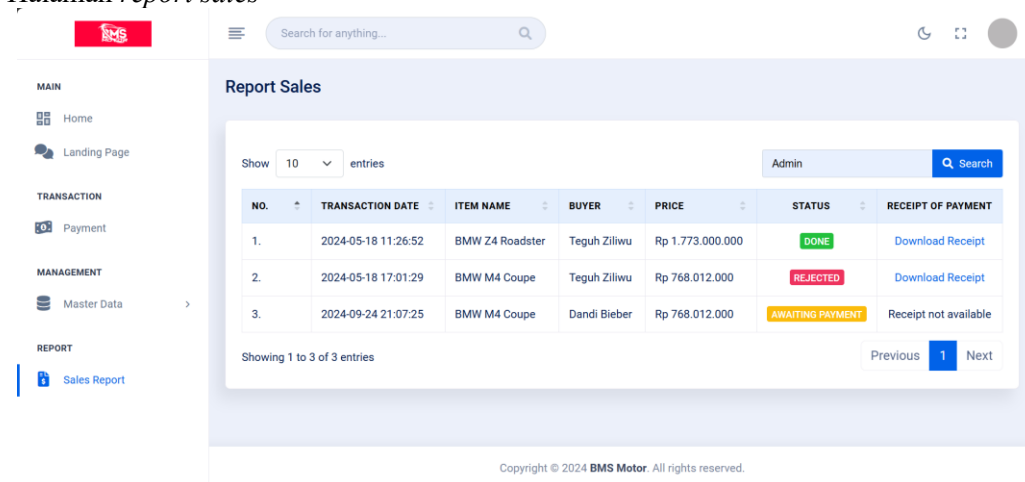 Halaman report sales
BMS
Search for anything...
MAIN
Home
Landing Page
TRANSACTION
Payment
MANAGEMENT
Master Data
REPORT
Sales Report
Report Sales
Show 10 entries
Admin Search
NO. TRANSACTION DATE ITEM NAME BUYER PRICE STATUS RECEIPT OF PAYMENT
1. 2024-05-18 11:26:52 BMW Z4 Roadster Teguh Ziliwu Rp 1.773.000.000 DONE Download Receipt
2. 2024-05-18 17:01:29 BMW M4 Coupe Teguh Ziliwu Rp 768.012.000 REJECTED Download Receipt
3. 2024-09-24 21:07:25 BMW M4 Coupe Dandi Bieber Rp 768.012.000 AWAITING PAYMENT Receipt not available
Showing 1 to 3 of 3 entries
Previous 1 Next
Copyright © 2024 BMS Motor. All rights reserved.